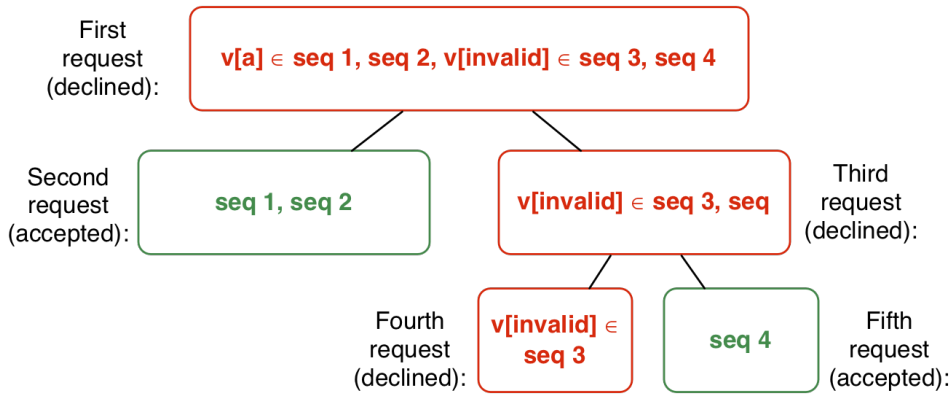 First
request
(declined):
v[a] ∈ seq 1, seq 2, v[invalid] ∈ seq 3, seq 4
Second
request
(accepted):
seq 1, seq 2
v[invalid] ∈ seq 3, seq
Third
request
(declined):
Fourth
request
(declined):
v[invalid] ∈
seq 3
seq 4
Fifth
request
(accepted):